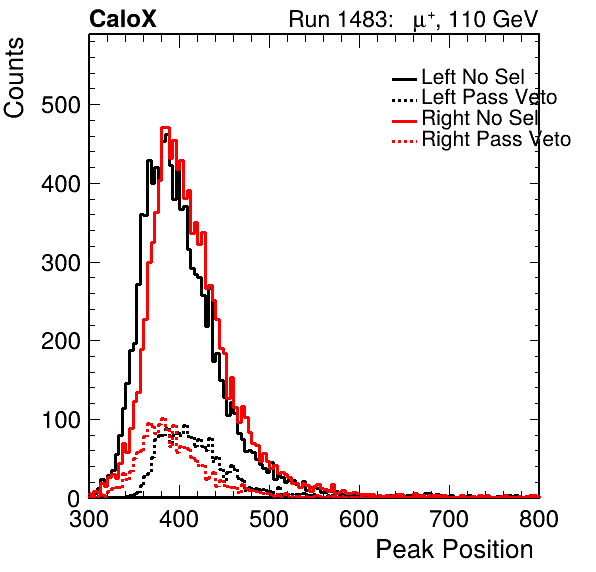 CaloX Run 1483: μ⁺, 110 GeV
Counts
Left No Sel
Left Pass Veto
Right No Sel
Right Pass Veto
500
400
300
200
100
0
300 400 500 600 700 800
Peak Position